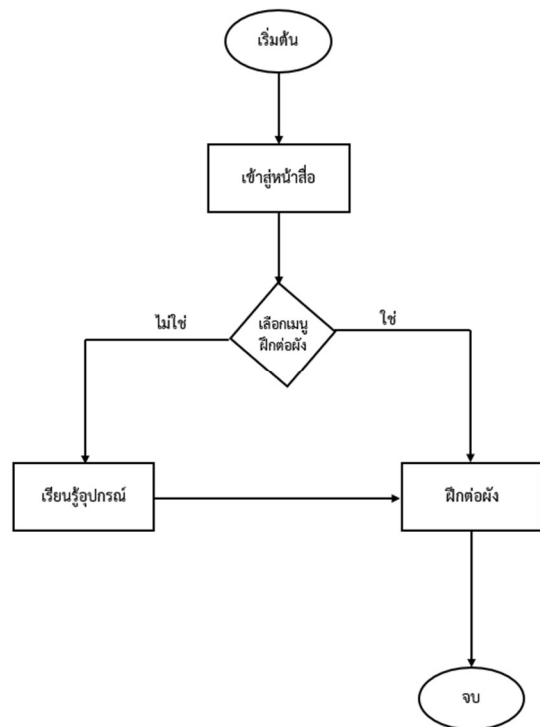 เริ่มต้น
เข้าสู่หน้าสื่อ
ไม่ใช่
ใช่
เลือกเมนู
ฝึกต่อผัง
เรียนรู้อุปกรณ์
ฝึกต่อผัง
จบ